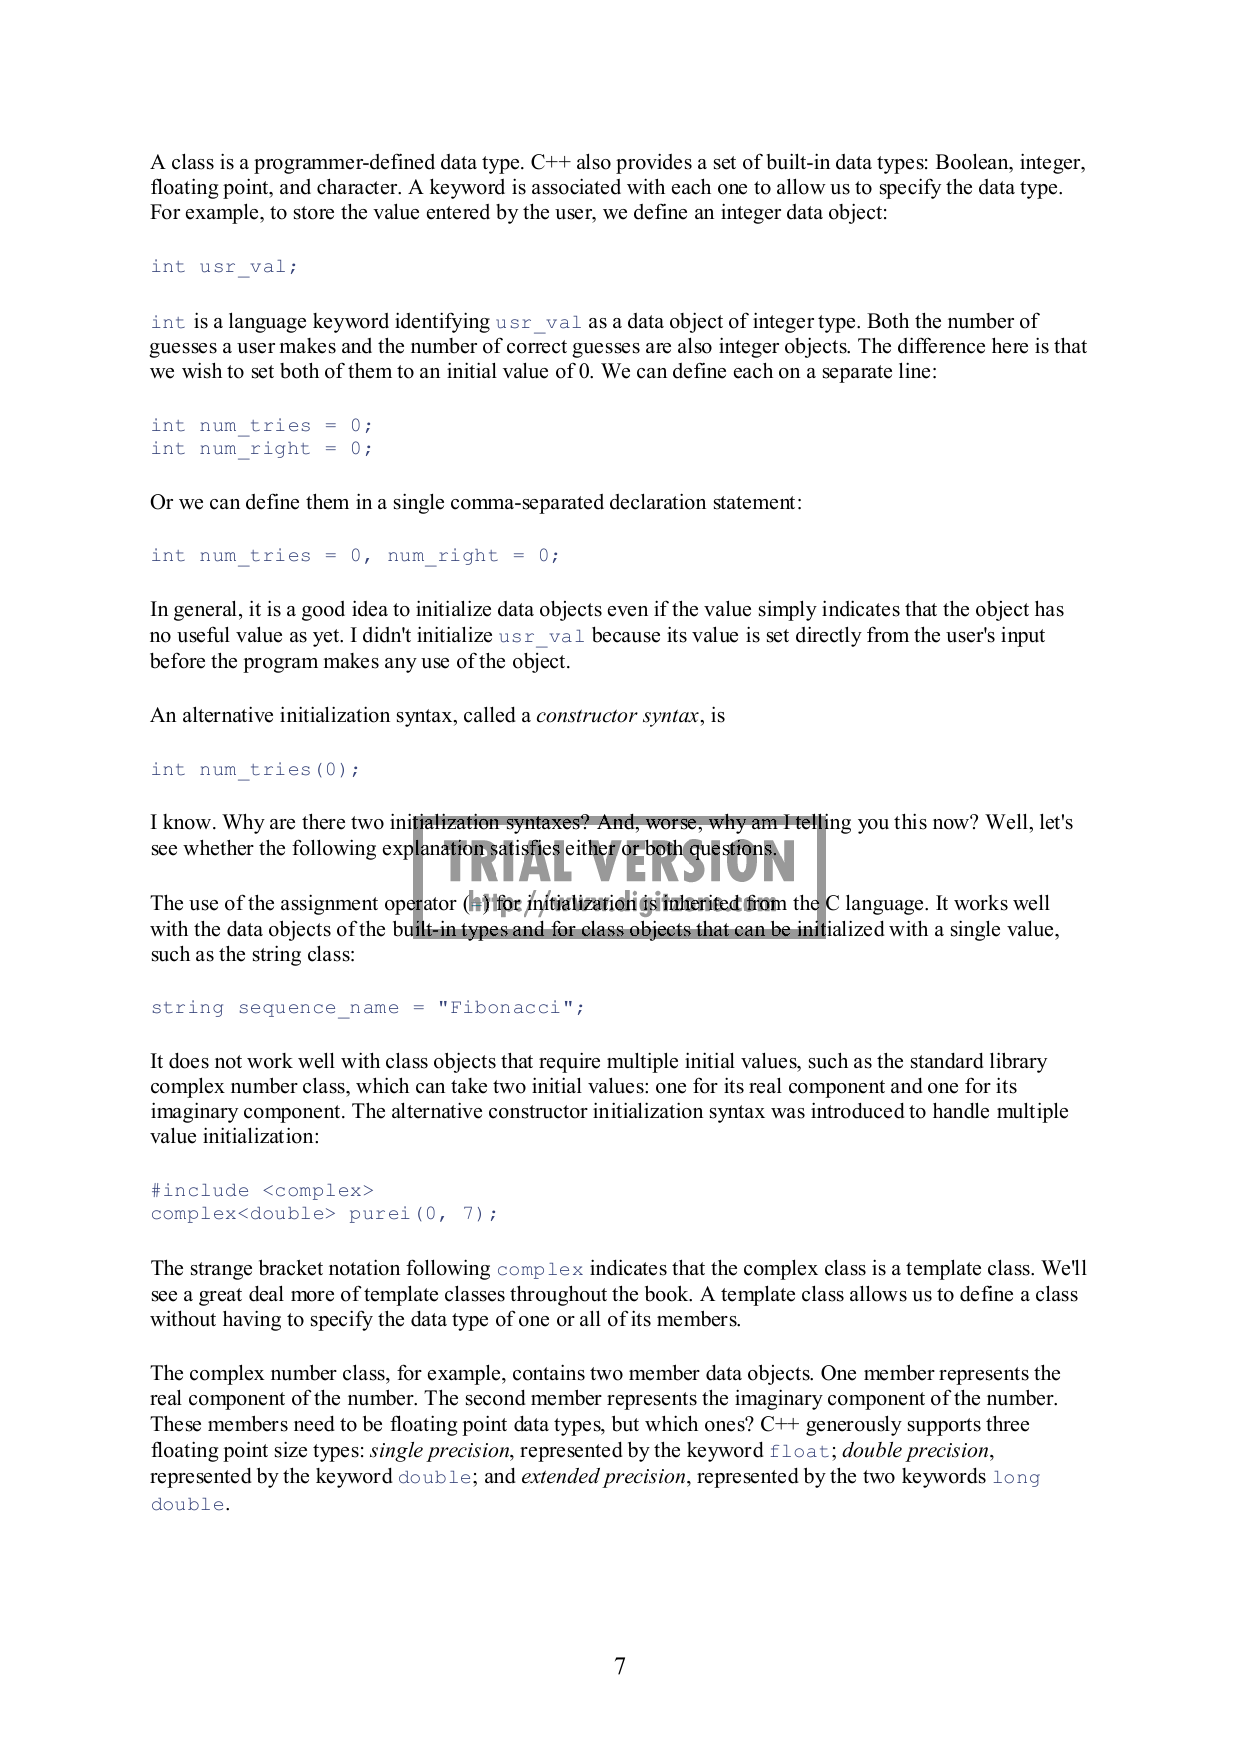 A class is a programmer-defined data type. C++ also provides a set of built-in data types: Boolean, integer,
floating point, and character. A keyword is associated with each one to allow us to specify the data type.
For example, to store the value entered by the user, we define an integer data object:
int usr_val;
int is a language keyword identifying usr_val as a data object of integer type. Both the number of
guesses a user makes and the number of correct guesses are also integer objects. The difference here is that
we wish to set both of them to an initial value of 0. We can define each on a separate line:
int num_tries = 0;
int num_right = 0;
Or we can define them in a single comma-separated declaration statement:
int num_tries = 0, num_right = 0;
In general, it is a good idea to initialize data objects even if the value simply indicates that the object has
no useful value as yet. I didn't initialize usr_val because its value is set directly from the user's input
before the program makes any use of the object.
An alternative initialization syntax, called a constructor syntax, is
int num_tries(0);
I know. Why are there two initialization syntaxes? And, worse, why am I telling you this now? Well, let's
see whether the following explanation satisfies either or both questions.
TRIAL VERSION
The use of the assignment operator (=) for initialization is inherited from the C language. It works well
http://www.digitzone.com
with the data objects of the built-in types and for class objects that can be initialized with a single value,
such as the string class:
string sequence_name = "Fibonacci";
It does not work well with class objects that require multiple initial values, such as the standard library
complex number class, which can take two initial values: one for its real component and one for its
imaginary component. The alternative constructor initialization syntax was introduced to handle multiple
value initialization:
#include <complex>
complex<double> purei(0, 7);
The strange bracket notation following complex indicates that the complex class is a template class. We'll
see a great deal more of template classes throughout the book. A template class allows us to define a class
without having to specify the data type of one or all of its members.
The complex number class, for example, contains two member data objects. One member represents the
real component of the number. The second member represents the imaginary component of the number.
These members need to be floating point data types, but which ones? C++ generously supports three
floating point size types: single precision, represented by the keyword float; double precision,
represented by the keyword double; and extended precision, represented by the two keywords long
double.
7